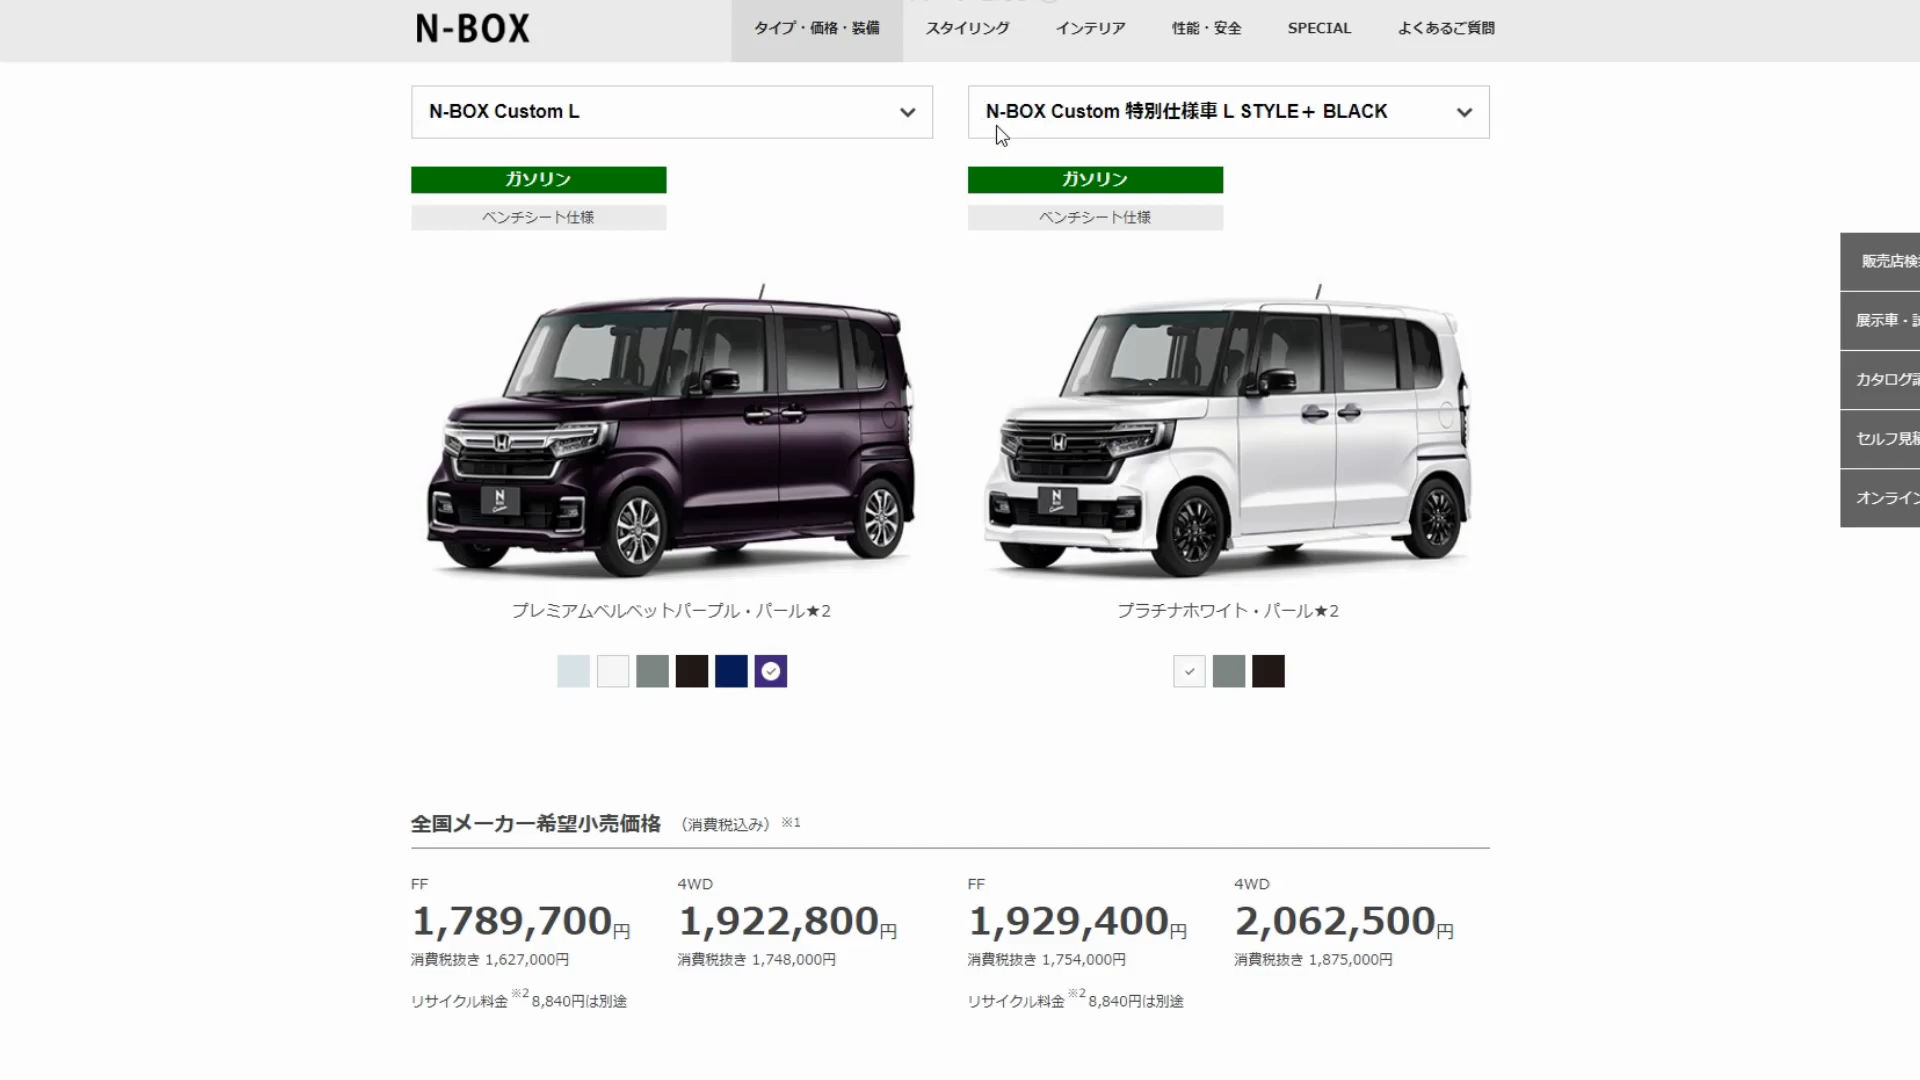 N-BOX
タイプ・価格・装備
スタイリング
インテリア
性能・安全
SPECIAL
よくあるご質問
N-BOX Custom L
N-BOX Custom 特別仕様車 L STYLE＋ BLACK
ガソリン
ガソリン
ベンチシート仕様
ベンチシート仕様
販売店検
展示車・試
カタログ請
セルフ見積
オンライン
プレミアムベルベットパープル・パール★2
プラチナホワイト・パール★2
全国メーカー希望小売価格 （消費税込み） ※1
FF
1,789,700円
消費税抜き 1,627,000円
リサイクル料金 ※2 8,840円は別途
4WD
1,922,800円
消費税抜き 1,748,000円
FF
1,929,400円
消費税抜き 1,754,000円
リサイクル料金 ※2 8,840円は別途
4WD
2,062,500円
消費税抜き 1,875,000円